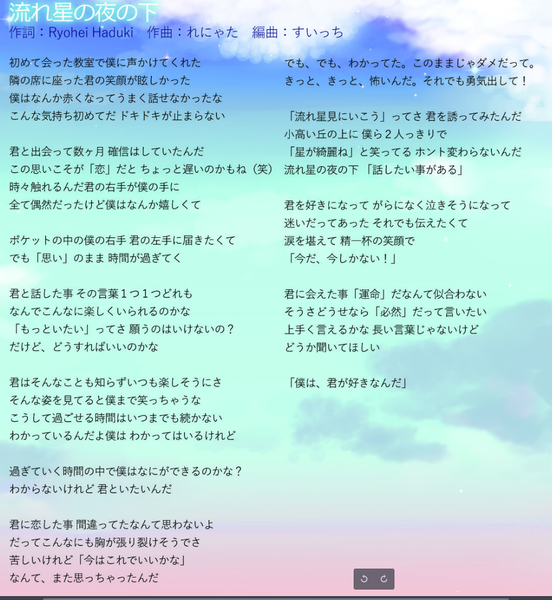 流れ星の夜の下
作詞：Ryohei Haduki　作曲：れにゃた　編曲：すいっち
初めて会った教室で僕に声かけてくれた
隣の席に座った君の笑顔が眩しかった
僕はなんか赤くなってうまく話せなかったな
こんな気持ち初めてだ ドキドキが止まらない
君と出会って数ヶ月 確信はしていたんだ
この思いこそが「恋」だと ちょっと遅いのかもね（笑）
時々触れるんだ君の右手が僕の手に
全て偶然だったけど僕はなんか嬉しくて
ポケットの中の僕の右手 君の左手に届きたくて
でも「思い」のまま 時間が過ぎてく
君と話した事 その言葉１つ１つどれも
なんでこんなに楽しくいられるのかな
「もっといたい」ってさ 願うのはいけないの？
だけど、どうすればいいのかな
君はそんなことも知らずいつも楽しそうにさ
そんな姿を見てると僕まで笑っちゃうな
こうして過ごせる時間はいつまでも続かない
わかっているんだよ僕は わかってはいるけれど
過ぎていく時間の中で僕はなにができるのかな？
わからないけれど 君といたいんだ
君に恋した事 間違ってたなんて思わないよ
だってこんなにも胸が張り裂けそうでさ
苦しいけれど「今はこれでいいかな」
なんて、また思っちゃったんだ
でも、でも、わかってた。このままじゃダメだって。
きっと、きっと、怖いんだ。それでも勇気出して！
「流れ星見にいこう」ってさ 君を誘ってみたんだ
小高い丘の上に 僕ら２人っきりで
「星が綺麗ね」と笑ってる ホント変わらないんだ
流れ星の夜の下 「話したい事がある」
君を好きになって がらになく泣きそうになって
迷いだってあった それでも伝えたくて
涙を堪えて 精一杯の笑顔で
「今だ、今しかない！」
君に会えた事「運命」だなんて似合わない
そうさどうせなら「必然」だって言いたい
上手く言えるかな 長い言葉じゃないけど
どうか聞いてほしい
「僕は、君が好きなんだ」